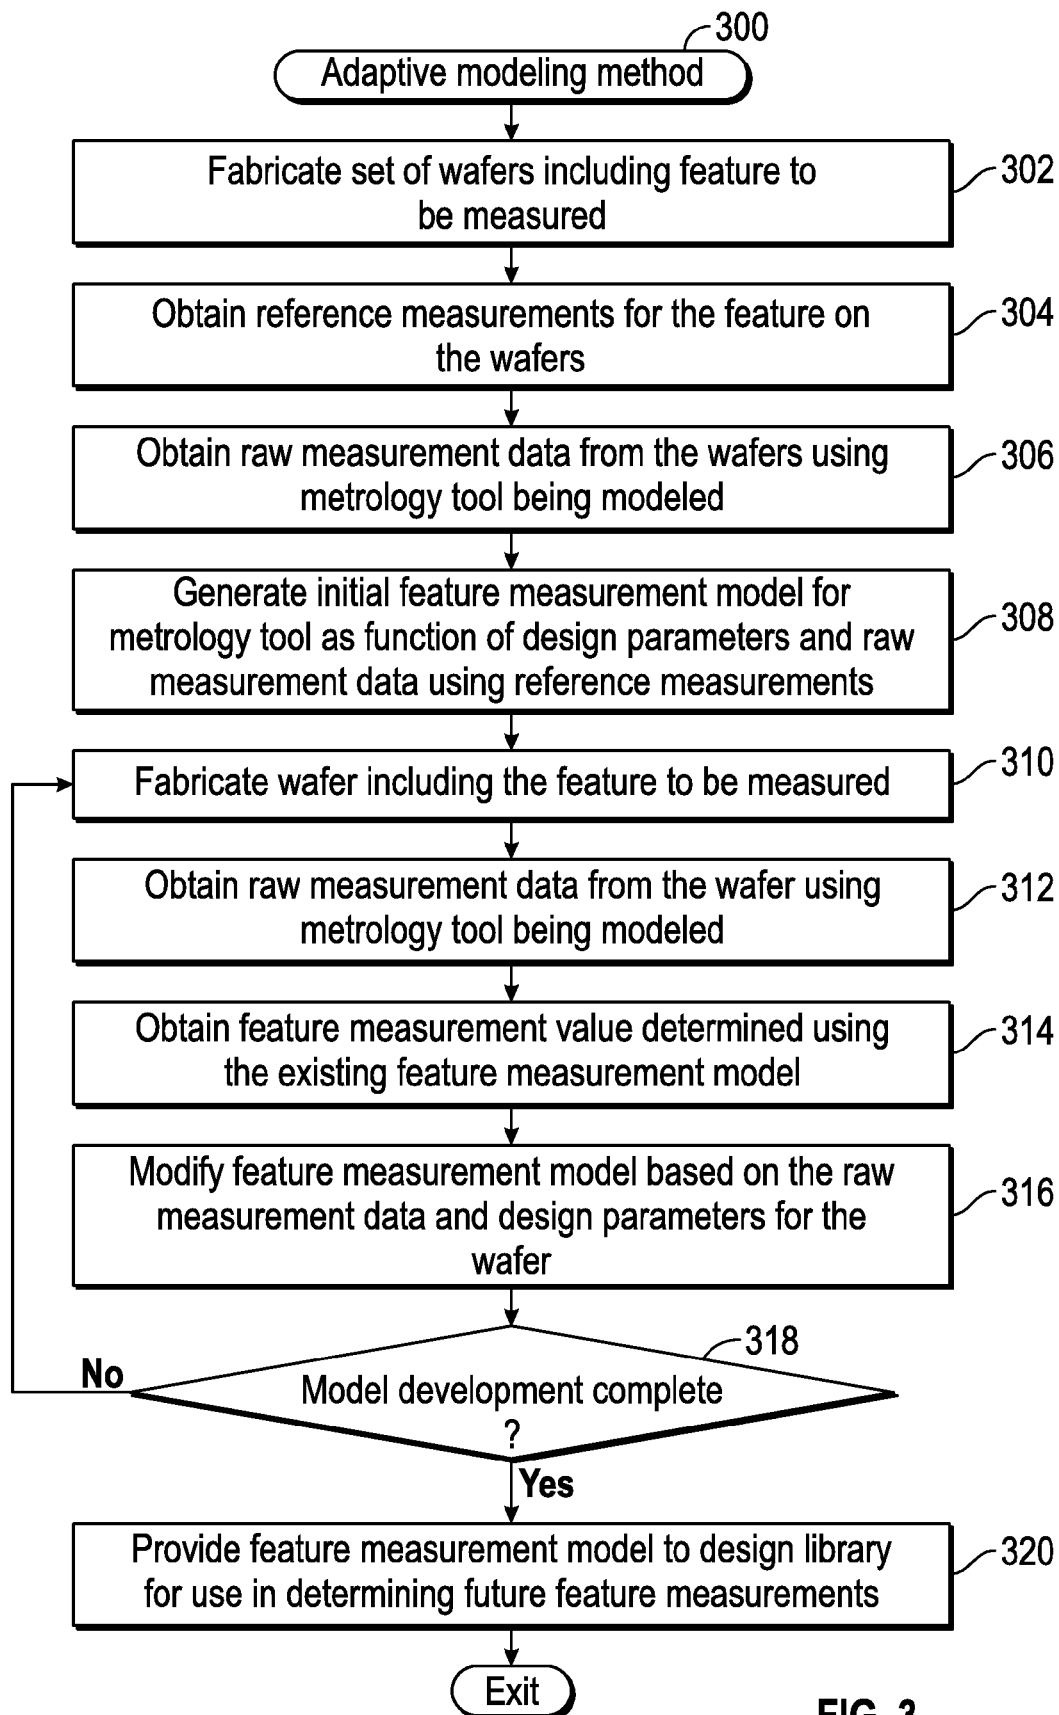 300
Adaptive modeling method
Fabricate set of wafers including feature to
be measured
302
Obtain reference measurements for the feature on
the wafers
304
Obtain raw measurement data from the wafers using
metrology tool being modeled
306
Generate initial feature measurement model for
metrology tool as function of design parameters and raw
measurement data using reference measurements
308
Fabricate wafer including the feature to be measured
310
Obtain raw measurement data from the wafer using
metrology tool being modeled
312
Obtain feature measurement value determined using
the existing feature measurement model
314
Modify feature measurement model based on the raw
measurement data and design parameters for the
wafer
316
318
No
Model development complete
?
Yes
Provide feature measurement model to design library
for use in determining future feature measurements
320
Exit
FIG. 3